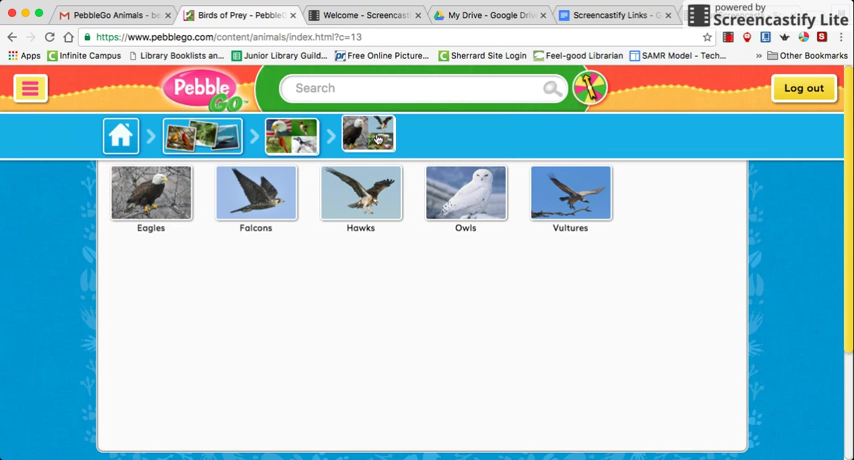 PebbleGo Animals - be
Birds of Prey - PebbleG
Welcome - Screencast
My Drive - Google Driv
Screencastify Links - G
powered by
Screencastify Lite
https://www.pebblego.com/content/animals/index.html?c=13
Apps
Infinite Campus
Library Booklists an...
Junior Library Guild...
Free Online Picture...
Sherrard Site Login
Feel-good Librarian
SAMR Model - Tech...
»
Other Bookmarks
Pebble
Go
Search
Log out
Eagles
Falcons
Hawks
Owls
Vultures